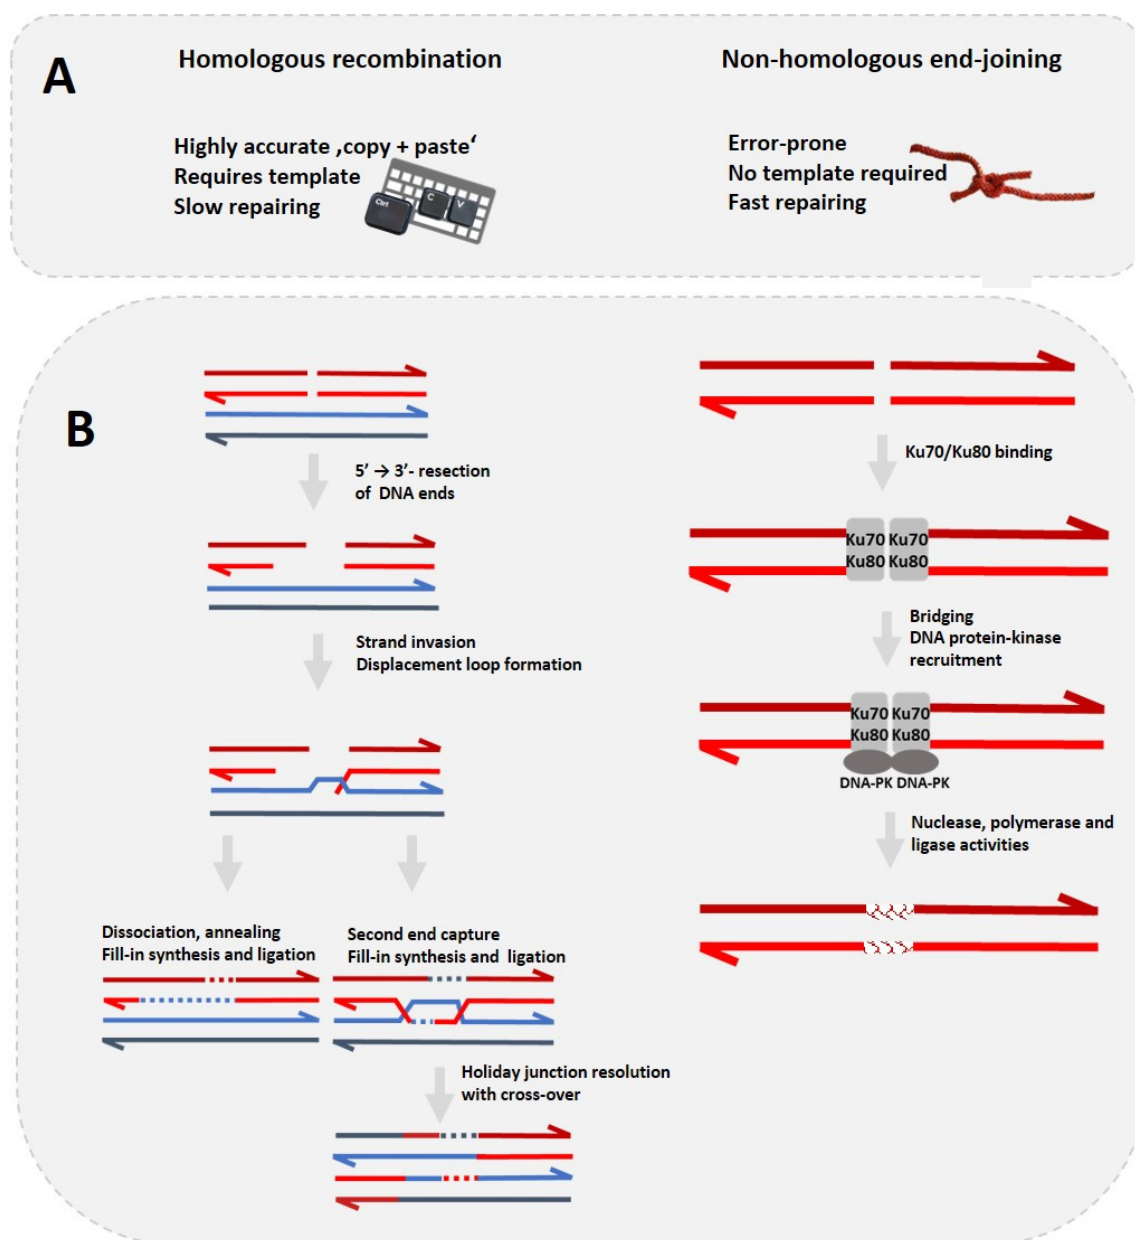 A
Homologous recombination
Highly accurate ‚copy + paste‘
Requires template
Slow repairing
Ctrl
C
V
Non-homologous end-joining
Error-prone
No template required
Fast repairing
B
5’ → 3’- resection
of DNA ends
Strand invasion
Displacement loop formation
Dissociation, annealing
Fill-in synthesis and ligation
Second end capture
Fill-in synthesis and ligation
Holiday junction resolution
with cross-over
Ku70/Ku80 binding
Ku70 Ku70
Ku80 Ku80
Bridging
DNA protein-kinase
recruitment
Ku70 Ku70
Ku80 Ku80
DNA-PK DNA-PK
Nuclease, polymerase and
ligase activities